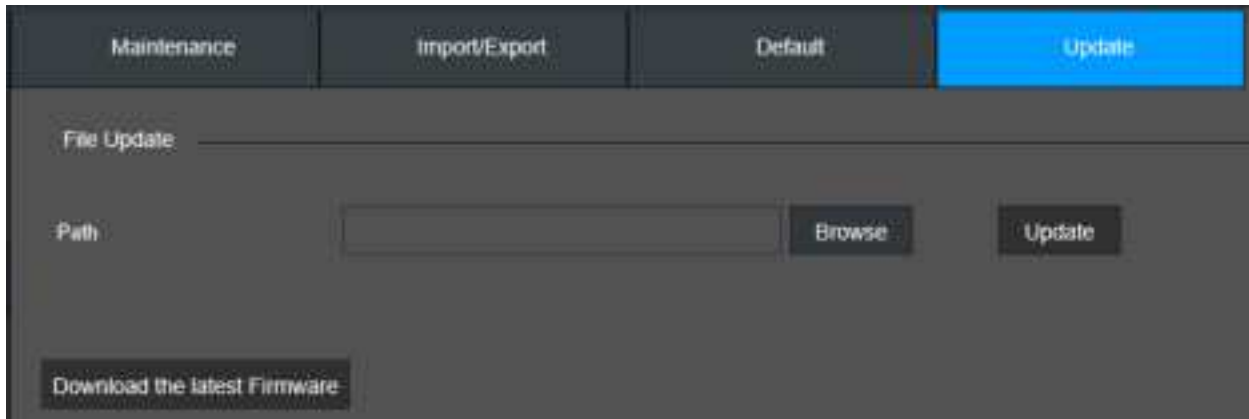 Maintenance Import/Export Default Update
File Update
Path Browse Update
Download the latest Firmware